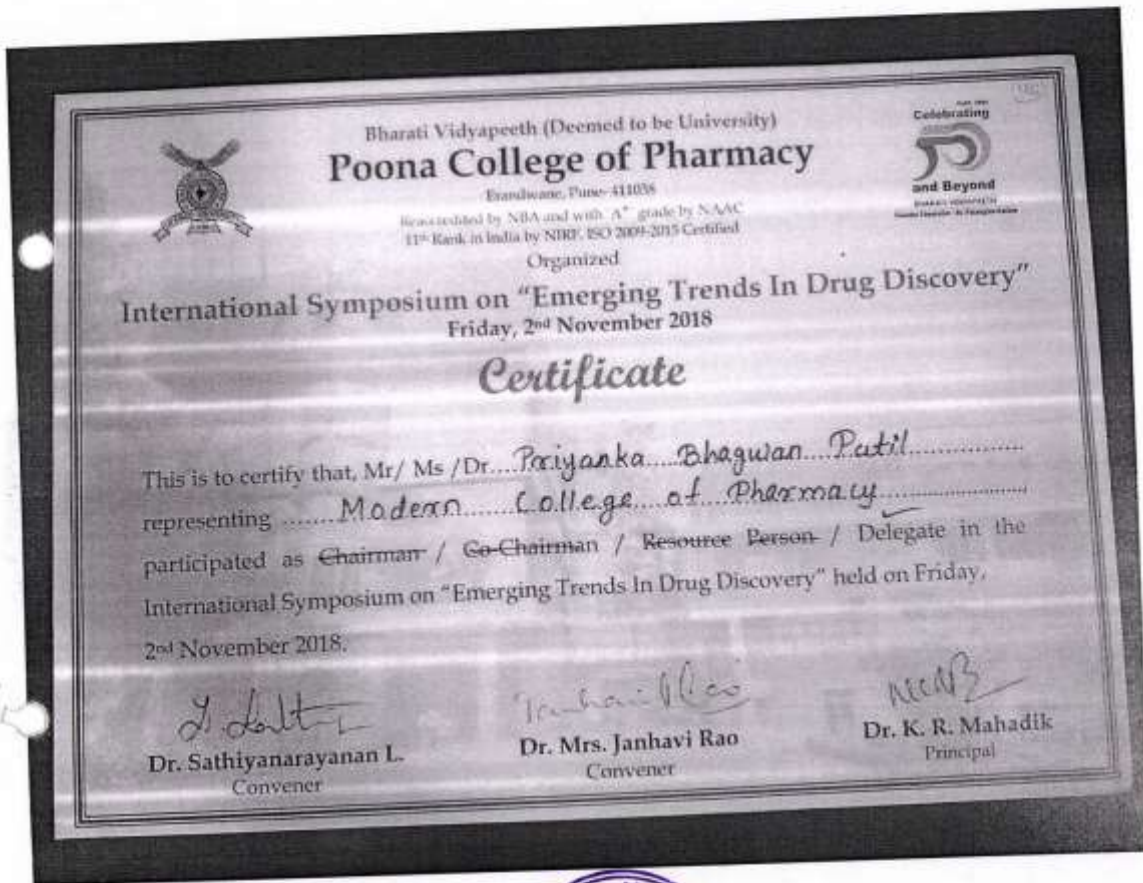 Bharati Vidyapeeth (Deemed to be University)
Poona College of Pharmacy
Erandwane, Pune- 411038
Reaccredited by NBA and with A+ grade by NAAC
11th Rank in India by NIRF, ISO 2009-2015 Certified
Organized
Celebrating
50
and Beyond
International Symposium on “Emerging Trends In Drug Discovery”
Friday, 2nd November 2018
Certificate
This is to certify that, Mr/ Ms /Dr....Priyanka.....Bhagwan....Patil....................
representing .......Modern.......College....of....Pharmacy............................
participated as Chairman / Co-Chairman / Resource Person / Delegate in the
International Symposium on “Emerging Trends In Drug Discovery” held on Friday,
2nd November 2018.
Dr. Sathiyanarayanan L.
Convener
Dr. Mrs. Janhavi Rao
Convener
Dr. K. R. Mahadik
Principal